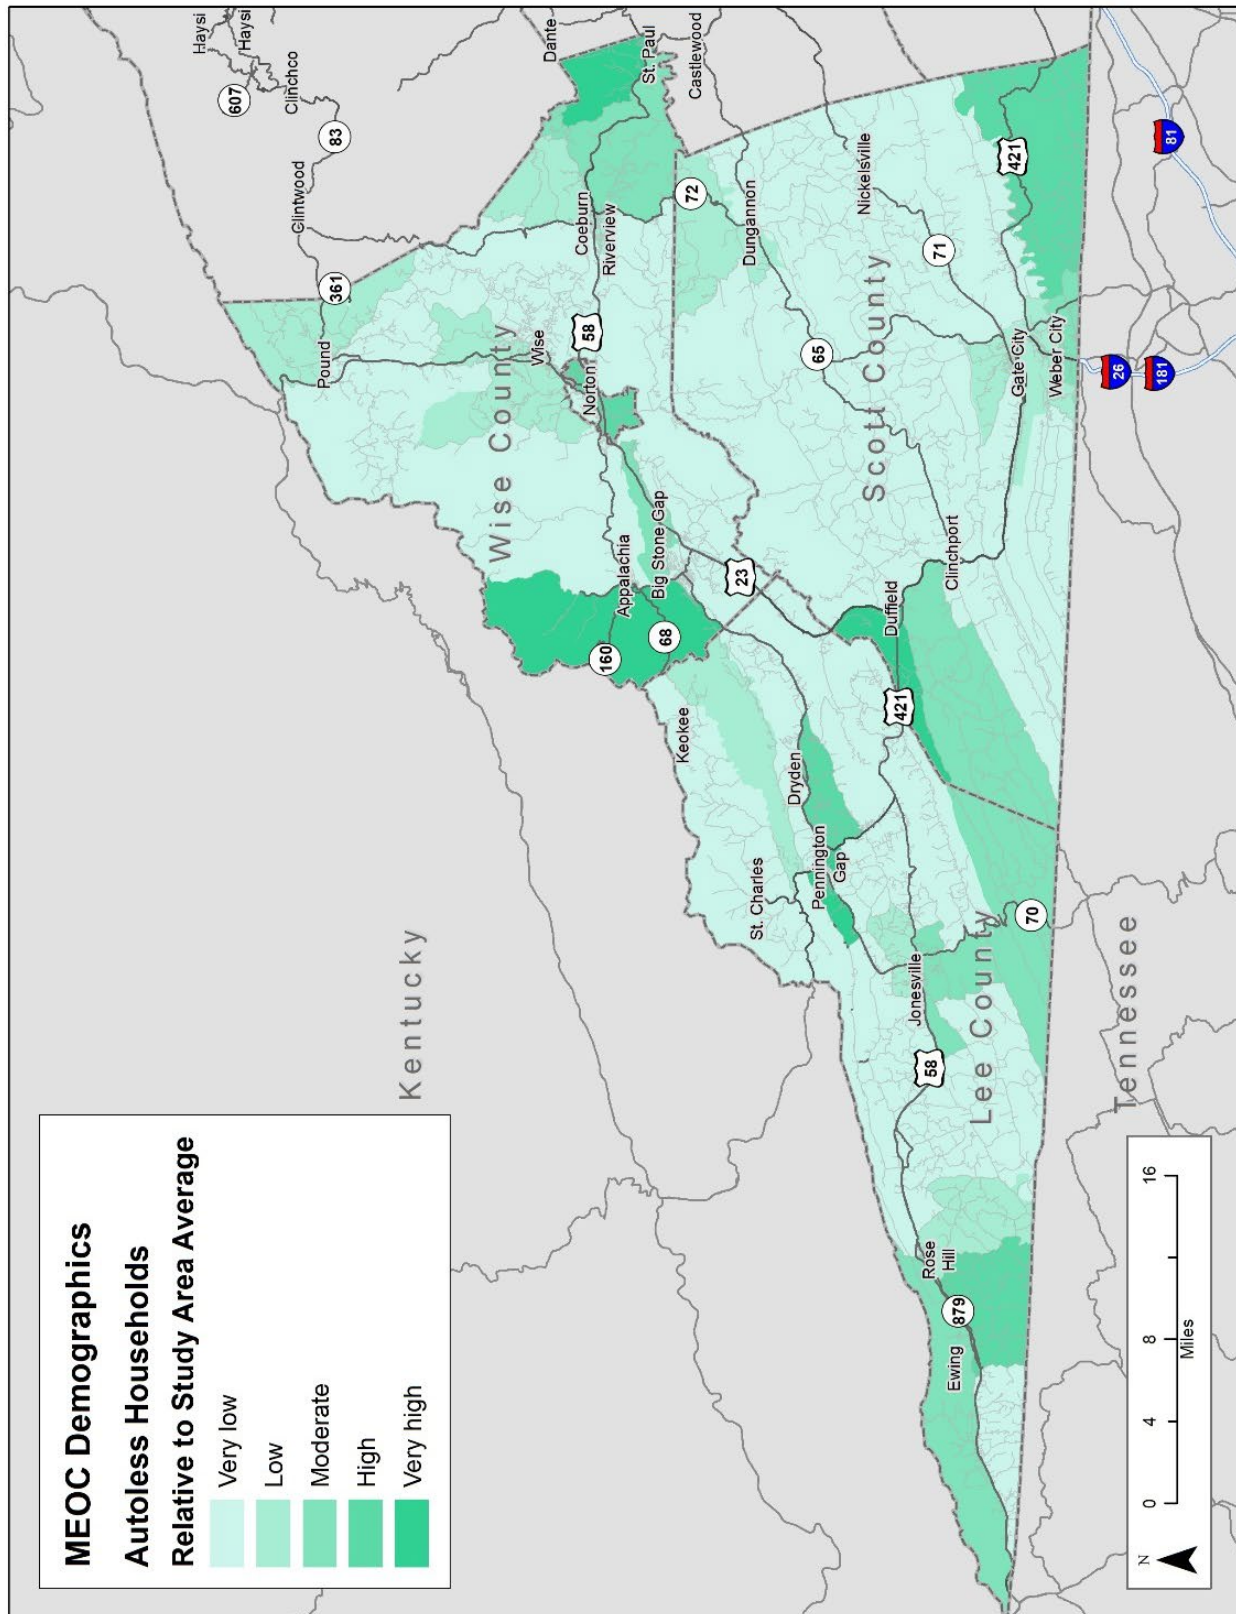 MEOC Demographics
Autoless Households
Relative to Study Area Average
Very low
Low
Moderate
High
Very high
Kentucky
Tennessee
Wise County
Scott County
Lee County
Haysi
Haysi
607
Clinchco
83
Clintwood
361
Pound
Dante
St. Paul
Castlewood
Coeburn
Riverview
72
Wise
58
Norton
Dungannon
Nickelsville
71
421
65
Gate City
Weber City
26
181
81
Appalachia
Big Stone Gap
160
68
23
Duffield
Clinchport
421
Keokee
Dryden
St. Charles
Pennington
Gap
Jonesville
70
58
Rose
Hill
879
Ewing
N
0
4
8
16
Miles